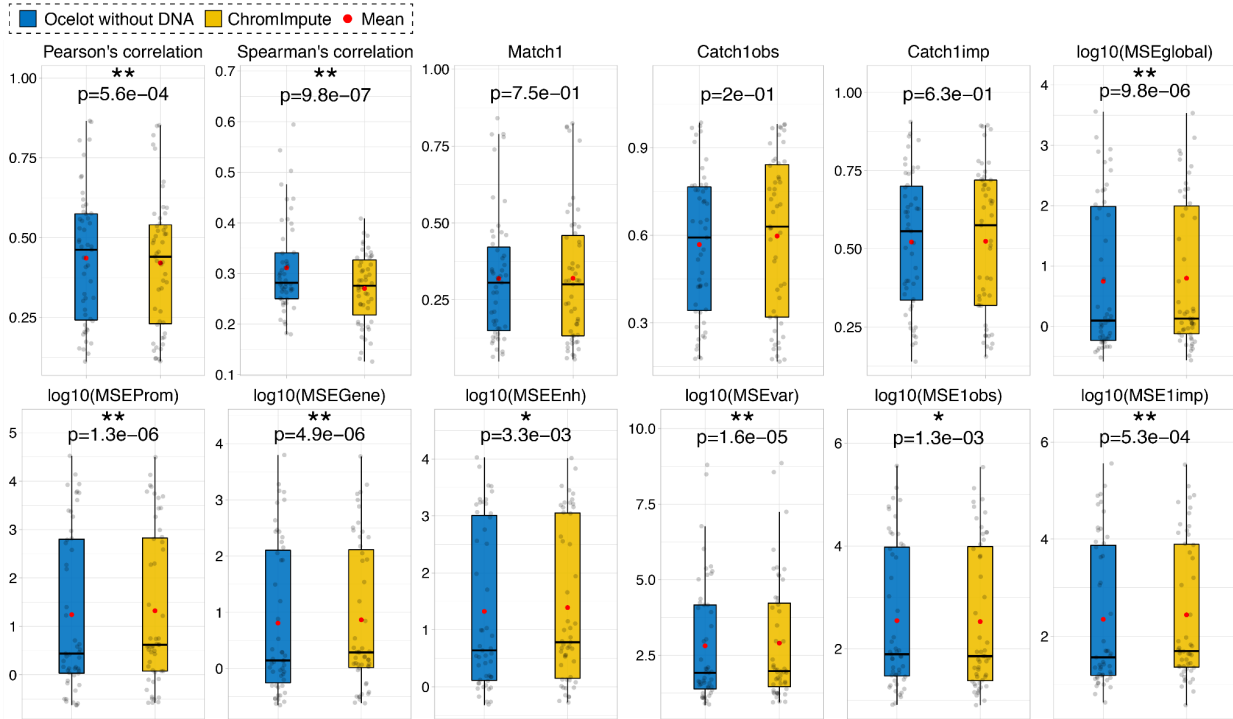 Ocelot without DNA ChromImpute Mean
Pearson's correlation Spearman's correlation Match1 Catch1obs Catch1imp log10(MSEglobal)
** ** **
p=5.6e−04 p=9.8e−07 p=7.5e−01 p=2e−01 p=6.3e−01 p=9.8e−06
1.00 0.75 0.50 0.25
0.7 0.6 0.5 0.4 0.3 0.2 0.1
1.00 0.75 0.50 0.25
0.9 0.6 0.3
1.00 0.75 0.50 0.25
4 3 2 1 0
log10(MSEProm) log10(MSEGene) log10(MSEEnh) log10(MSEvar) log10(MSE1obs) log10(MSE1imp)
** ** * ** * **
p=1.3e−06 p=4.9e−06 p=3.3e−03 p=1.6e−05 p=1.3e−03 p=5.3e−04
5 4 3 2 1 0
4 3 2 1 0
4 3 2 1 0
10.0 7.5 5.0 2.5
6 4 2
6 4 2